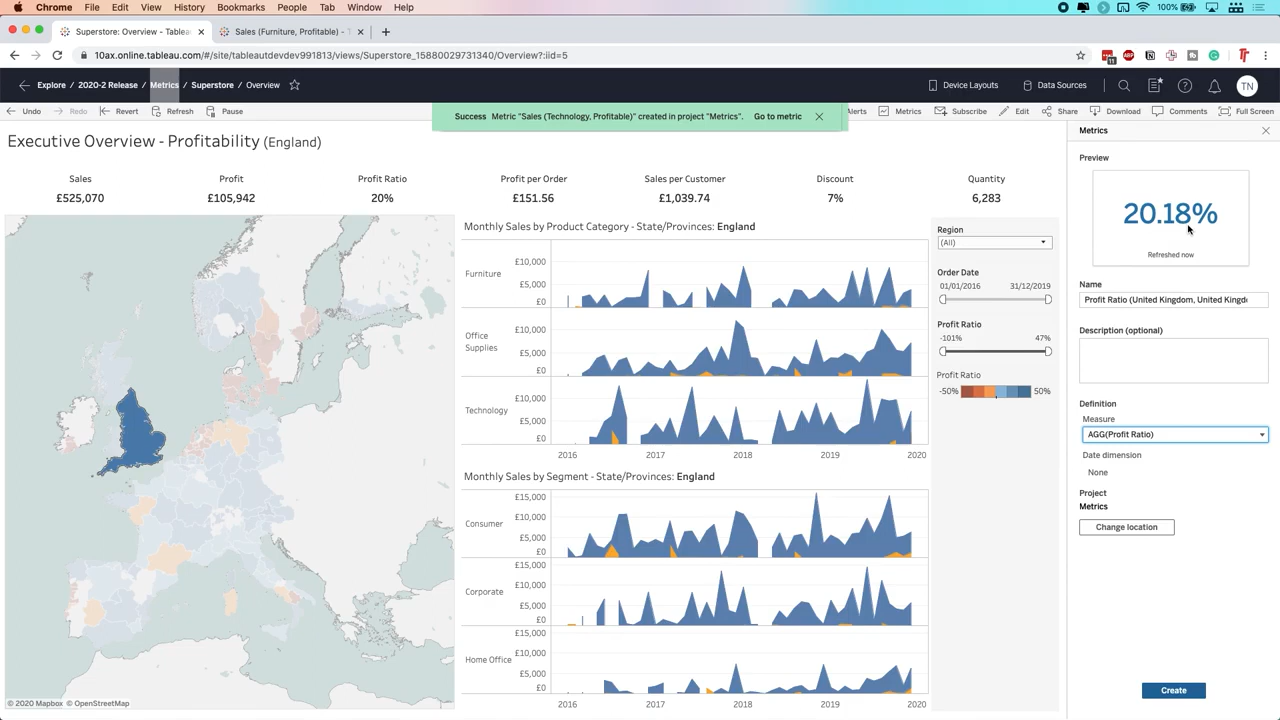 Chrome File Edit View History Bookmarks People Tab Window Help 100%
Superstore: Overview - Tablea Sales (Furniture, Profitable) - T
10ax.online.tableau.com/#/site/tableautdevdev991813/views/Superstore_15880029731340/Overview?:iid=5
11 ABP
Explore / 2020-2 Release / Metrics / Superstore / Overview Device Layouts Data Sources TN
Undo Redo Revert Refresh Pause Alerts Metrics Subscribe Edit Share Download Comments Full Screen
Success Metric "Sales (Technology, Profitable)" created in project "Metrics". Go to metric
Executive Overview - Profitability (England)
Sales Profit Profit Ratio Profit per Order Sales per Customer Discount Quantity
£525,070 £105,942 20% £151.56 £1,039.74 7% 6,283
© 2020 Mapbox © OpenStreetMap
Monthly Sales by Product Category - State/Provinces: England
Furniture
£10,000
£5,000
£0
Office
Supplies
£10,000
£5,000
£0
Technology
£10,000
£5,000
£0
2016 2017 2018 2019 2020
Monthly Sales by Segment - State/Provinces: England
Consumer
£15,000
£10,000
£5,000
£0
Corporate
£15,000
£10,000
£5,000
£0
Home Office
£15,000
£10,000
£5,000
£0
2016 2017 2018 2019 2020
Region
(All)
Order Date
01/01/2016 31/12/2019
Profit Ratio
-101% 47%
Profit Ratio
-50% 50%
Metrics
Preview
20.18%
Refreshed now
Name
Profit Ratio (United Kingdom, United Kingd
Description (optional)
Definition
Measure
AGG(Profit Ratio)
Date dimension
None
Project
Metrics
Change location
Create